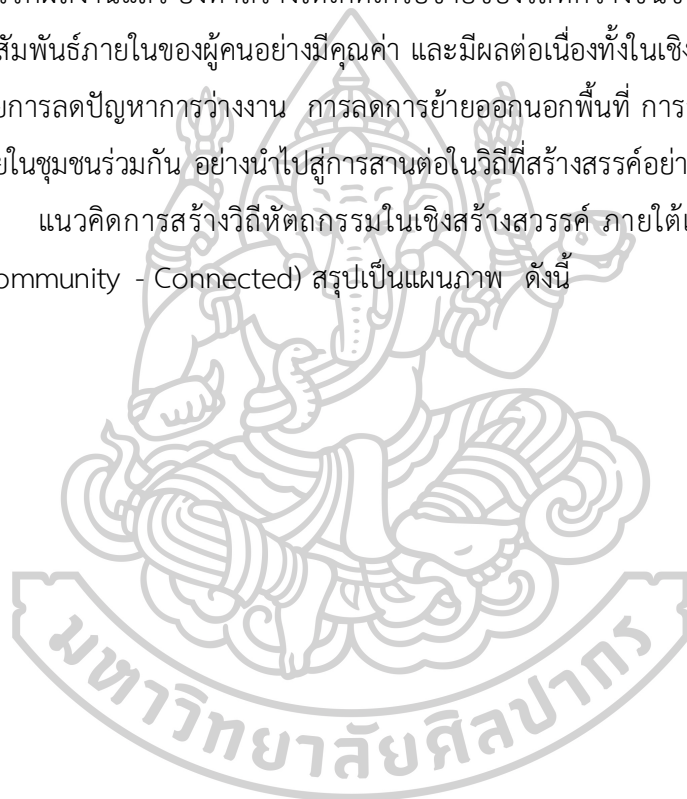 สัมพันธ์ภายในของผู้คนอย่างมีคุณค่า และมีผลต่อเนื่องทั้งในเชิง
การลดปัญหาการว่างงาน การลดการย้ายออกนอกพื้นที่ การ
ในชุมชนร่วมกัน อย่างนำไปสู่การสานต่อในวิถีที่สร้างสรรค์อย่า
แนวคิดการสร้างวิถีหัตถกรรมในเชิงสร้างสวรรค์ ภายใต้
ommunity - Connected) สรุปเป็นแผนภาพ ดังนี้
มหาวิทยาลัยศิลปากร